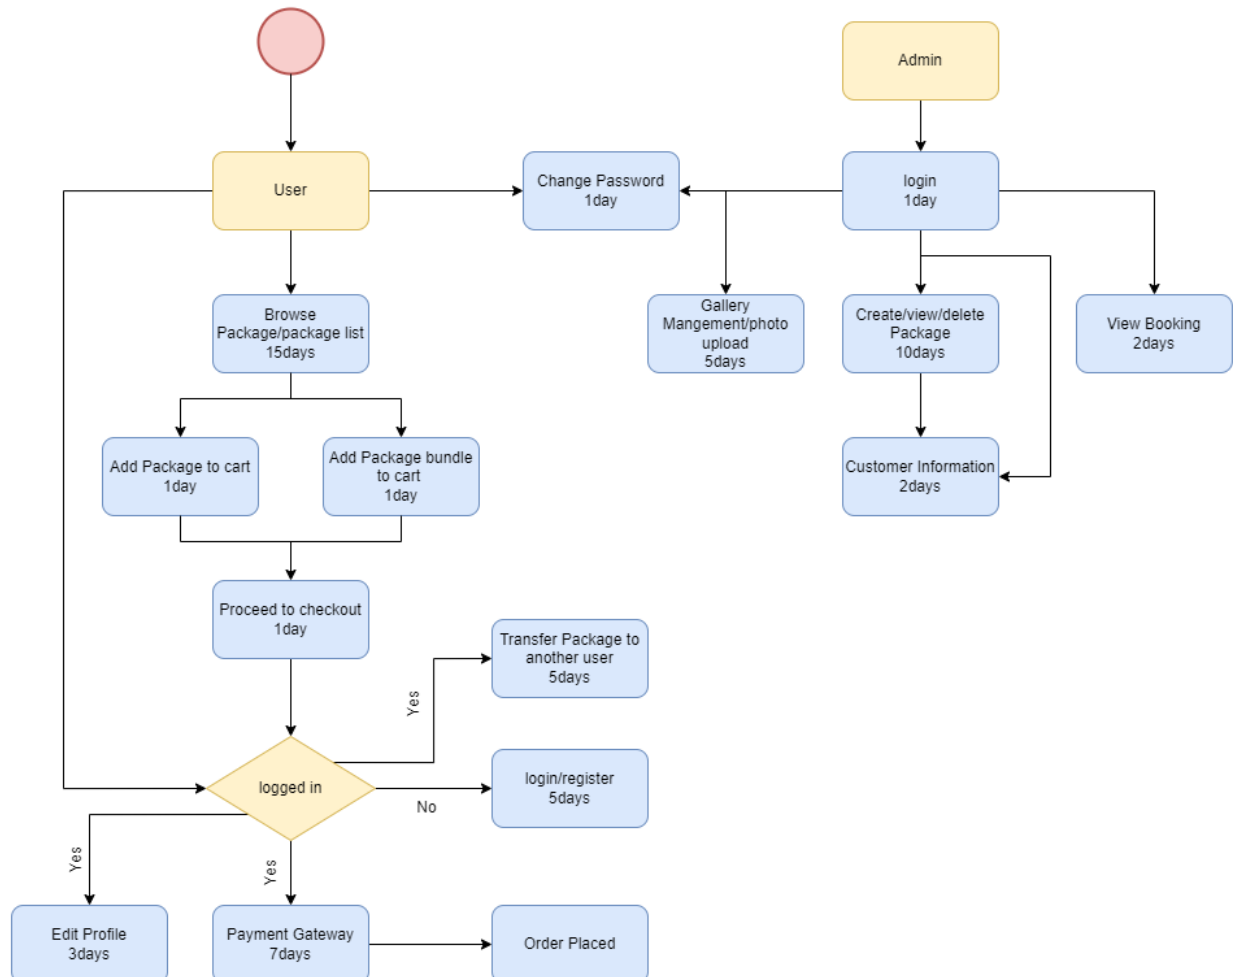 Admin
User
Change Password
1day
login
1day
Browse
Package/package list
15days
Gallery
Mangement/photo
upload
5days
Create/view/delete
Package
10days
View Booking
2days
Add Package to cart
1day
Add Package bundle
to cart
1day
Customer Information
2days
Proceed to checkout
1day
Transfer Package to
another user
5days
Yes
logged in
No
login/register
5days
Yes
Yes
Edit Profile
3days
Payment Gateway
7days
Order Placed